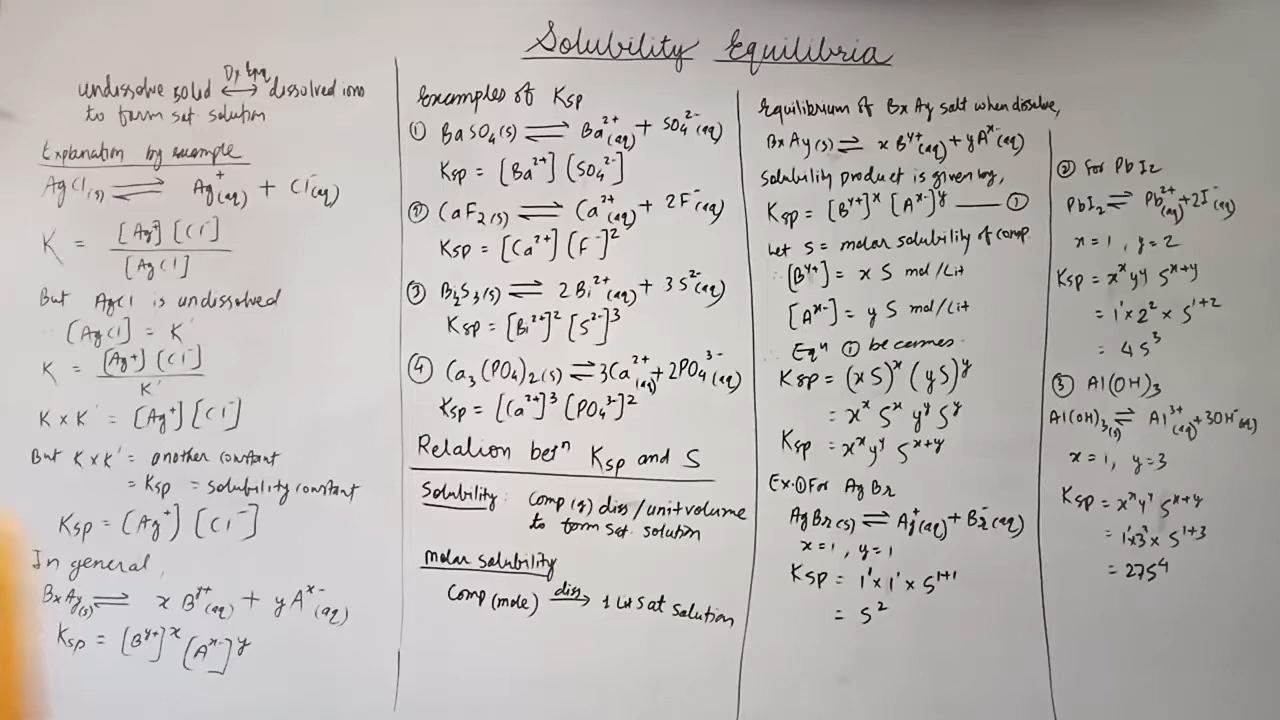 Solubility Equilibria
undissolve solid ⟷ dissolved ions
to form sat solution
Explanation by example
AgCl(s) ⇌ Ag⁺(aq) + Cl⁻(aq)
K = [Ag⁺] [Cl⁻] / [AgCl]
But AgCl is undissolved
[AgCl] = K'
K = [Ag⁺] [Cl⁻] / K'
K × K' = [Ag⁺] [Cl⁻]
But K × K' = another constant
= Ksp = solubility constant
Ksp = [Ag⁺] [Cl⁻]
In general,
BxAy(s) ⇌ x Bʸ⁺(aq) + y Aˣ⁻(aq)
Ksp = [Bʸ⁺]ˣ [Aˣ⁻]ʸ
Examples of Ksp
① BaSO₄(s) ⇌ Ba²⁺(aq) + SO₄²⁻(aq)
Ksp = [Ba²⁺] [SO₄²⁻]
② CaF₂(s) ⇌ Ca²⁺(aq) + 2F⁻(aq)
Ksp = [Ca²⁺] [F⁻]²
③ Bi₂S₃(s) ⇌ 2Bi²⁺(aq) + 3S²⁻(aq)
Ksp = [Bi²⁺]² [S²⁻]³
④ Ca₃(PO₄)₂(s) ⇌ 3Ca²⁺(aq) + 2PO₄³⁻(aq)
Ksp = [Ca²⁺]³ [PO₄³⁻]²
Relation betⁿ Ksp and S
Solubility: Comp (g) diss/unit volume
to form sat. solution
molar solubility
Comp (mole) diss⟶ 1 Lit sat solution
Equilibrium of BxAy salt when dissolve,
BxAy(s) ⇌ x Bʸ⁺(aq) + y Aˣ⁻(aq)
Solubility product is given by,
Ksp = [Bʸ⁺]ˣ [Aˣ⁻]ʸ — ①
Let S = molar solubility of comp.
∴ [Bʸ⁺] = x S mol/Lit
[Aˣ⁻] = y S mol/Lit
∴ Eqⁿ ① becomes.
Ksp = (xS)ˣ (yS)ʸ
= xˣ Sˣ yʸ Sʸ
Ksp = xˣ yʸ Sˣ⁺ʸ
Ex. ① For AgBr
AgBr(s) ⇌ Ag⁺(aq) + Br⁻(aq)
x = 1, y = 1
Ksp = 1¹ × 1¹ × S¹⁺¹
= S²
② For PbI₂
PbI₂ ⇌ Pb²⁺(aq) + 2I⁻(aq)
x = 1, y = 2
Ksp = xˣ yʸ Sˣ⁺ʸ
= 1¹ × 2² × S¹⁺²
= 4S³
③ Al(OH)₃
Al(OH)₃(s) ⇌ Al³⁺(aq) + 3OH⁻(aq)
x = 1, y = 3
Ksp = xˣ yʸ Sˣ⁺ʸ
= 1¹ × 3³ × S¹⁺³
= 27S⁴